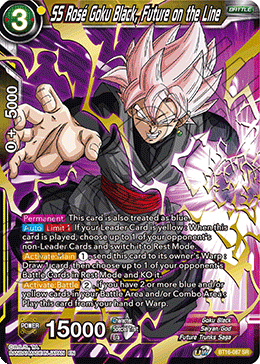 3
SS Rosé Goku Black, Future on the Line
BATTLE
0 + 5000
Permanent This card is also treated as blue.
Auto Limit 1 If your Leader Card is yellow: When this
card is played, choose up to 1 of your opponent's
non-Leader Cards and switch it to Rest Mode.
Activate: Main 1 send this card to its owner's Warp :
Draw 1 card, then choose up to 1 of your opponent's
Battle Cards in Rest Mode and KO it.
Activate: Battle 2 If you have 2 or more blue and/or
yellow cards in your Battle Area and/or Combo Area:
Play this card from your hand or Warp.
POWER
15000
Character
Special Trait
Era
Goku Black
Saiyan God
Future Trunks Saga
BT16-087 SR